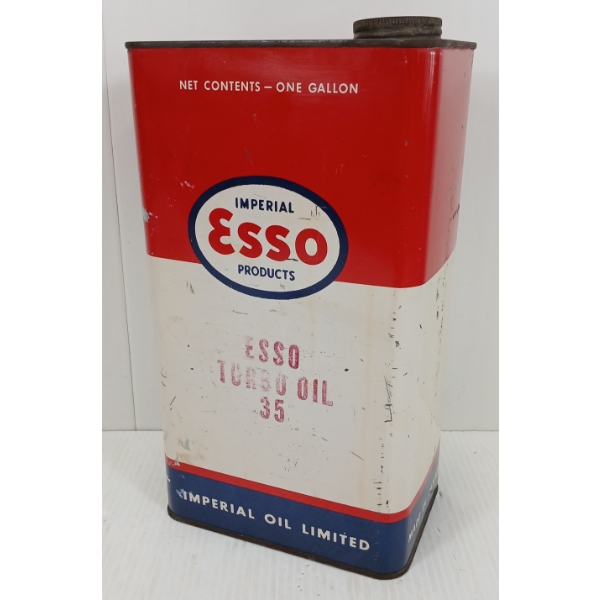 NET CONTENTS — ONE GALLON
IMPERIAL
Esso
PRODUCTS
ESSO
TURBO OIL
35
IMPERIAL OIL LIMITED